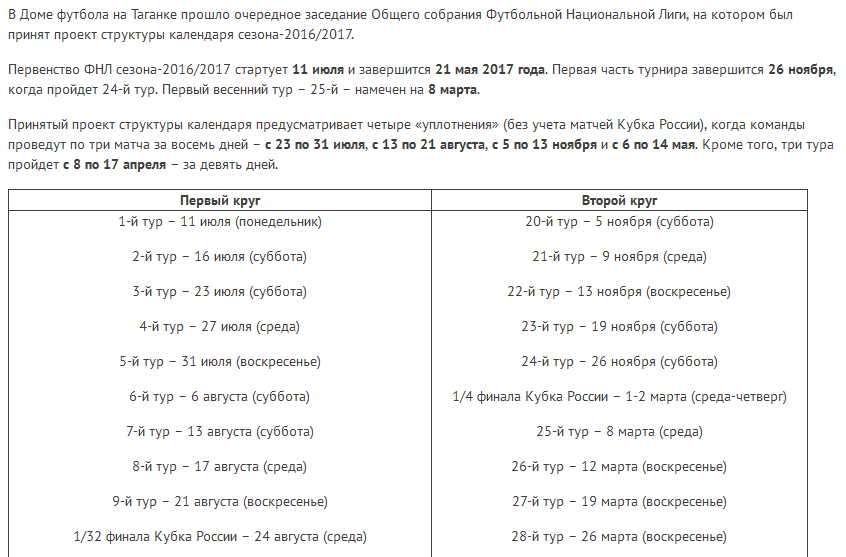 В Доме футбола на Таганке прошло очередное заседание Общего собрания Футбольной Национальной Лиги, на котором был
принят проект структуры календаря сезона-2016/2017.
Первенство ФНЛ сезона-2016/2017 стартует 11 июля и завершится 21 мая 2017 года. Первая часть турнира завершится 26 ноября,
когда пройдет 24-й тур. Первый весенний тур – 25-й – намечен на 8 марта.
Принятый проект структуры календаря предусматривает четыре «уплотнения» (без учета матчей Кубка России), когда команды
проведут по три матча за восемь дней – с 23 по 31 июля, с 13 по 21 августа, с 5 по 13 ноября и с 6 по 14 мая. Кроме того, три тура
пройдет с 8 по 17 апреля – за девять дней.
Первый круг
1-й тур – 11 июля (понедельник)
2-й тур – 16 июля (суббота)
3-й тур – 23 июля (суббота)
4-й тур – 27 июля (среда)
5-й тур – 31 июля (воскресенье)
6-й тур – 6 августа (суббота)
7-й тур – 13 августа (суббота)
8-й тур – 17 августа (среда)
9-й тур – 21 августа (воскресенье)
1/32 финала Кубка России – 24 августа (среда)
Второй круг
20-й тур – 5 ноября (суббота)
21-й тур – 9 ноября (среда)
22-й тур – 13 ноября (воскресенье)
23-й тур – 19 ноября (суббота)
24-й тур – 26 ноября (суббота)
1/4 финала Кубка России – 1-2 марта (среда-четверг)
25-й тур – 8 марта (среда)
26-й тур – 12 марта (воскресенье)
27-й тур – 19 марта (воскресенье)
28-й тур – 26 марта (воскресенье)